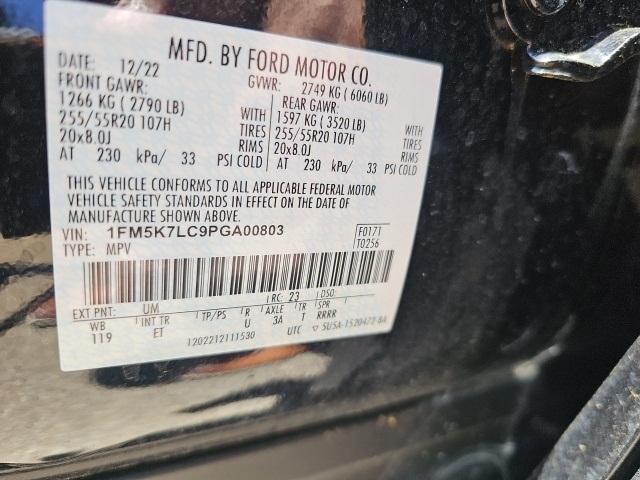 MFD. BY FORD MOTOR CO.
DATE: 12/22 GVWR: 2749 KG ( 6060 LB)
FRONT GAWR: REAR GAWR:
1266 KG ( 2790 LB) WITH 1597 KG ( 3520 LB) WITH
255/55R20 107H TIRES 255/55R20 107H TIRES
20x8.0J RIMS 20x8.0J RIMS
AT 230 kPa/ 33 PSI COLD AT 230 kPa/ 33 PSI COLD
THIS VEHICLE CONFORMS TO ALL APPLICABLE FEDERAL MOTOR
VEHICLE SAFETY STANDARDS IN EFFECT ON THE DATE OF
MANUFACTURE SHOWN ABOVE.
VIN: 1FM5K7LC9PGA00803 F0171
TYPE: MPV T0256
EXT PNT: UM RC: 23 DSO:
WB INT TR TP/PS R AXLE TR SPR
119 ET U 3A T RRRR
1202212111530 UTC ▽ SU5A-1520472-BA